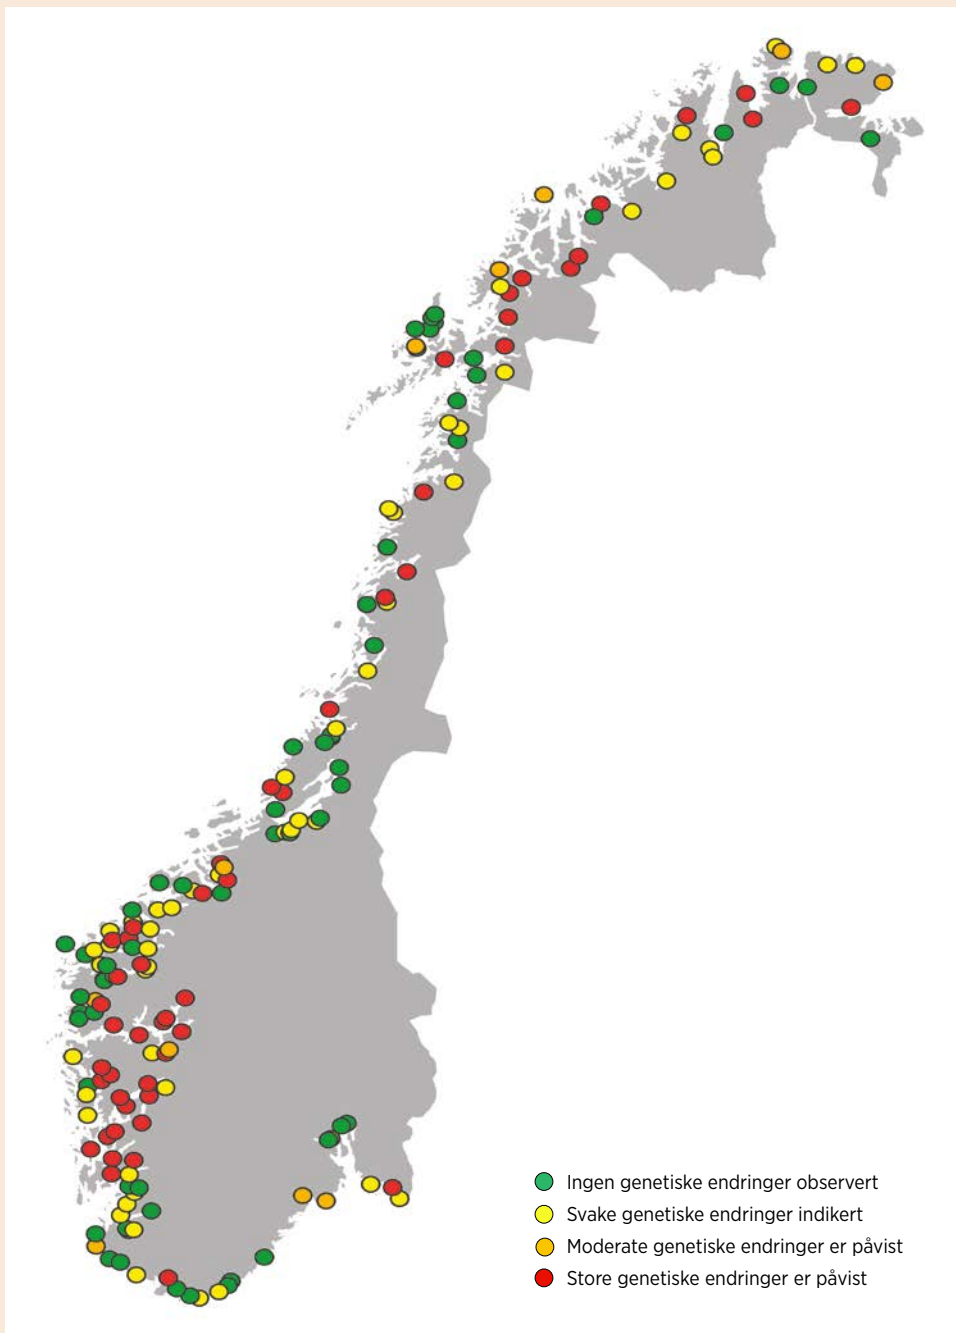 Ingen genetiske endringer observert
Svake genetiske endringer indikert
Moderate genetiske endringer er påvist
Store genetiske endringer er påvist